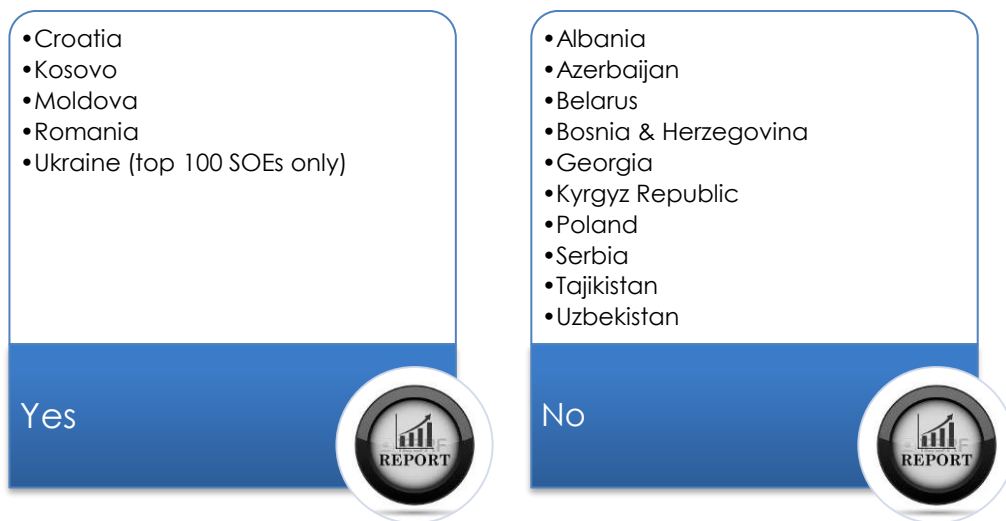 •Croatia
•Kosovo
•Moldova
•Romania
•Ukraine (top 100 SOEs only)
Yes
REPORT
•Albania
•Azerbaijan
•Belarus
•Bosnia & Herzegovina
•Georgia
•Kyrgyz Republic
•Poland
•Serbia
•Tajikistan
•Uzbekistan
No
REPORT